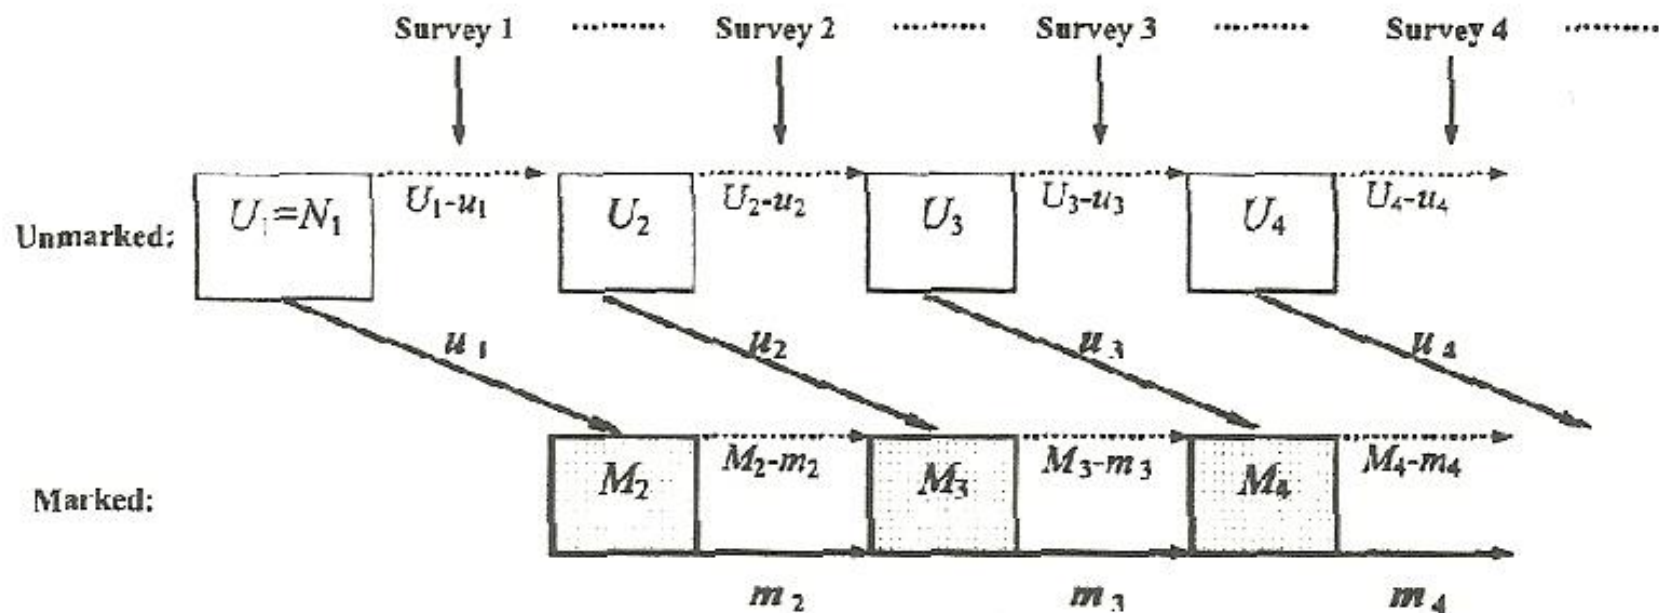 Survey 1 Survey 2 Survey 3 Survey 4
Unmarked: U₁=N₁ U₁-u₁ U₂ U₂-u₂ U₃ U₃-u₃ U₄ U₄-u₄
u₁ u₂ u₃ u₄
Marked: M₂ M₂-m₂ M₃ M₃-m₃ M₄ M₄-m₄
m₂ m₃ m₄